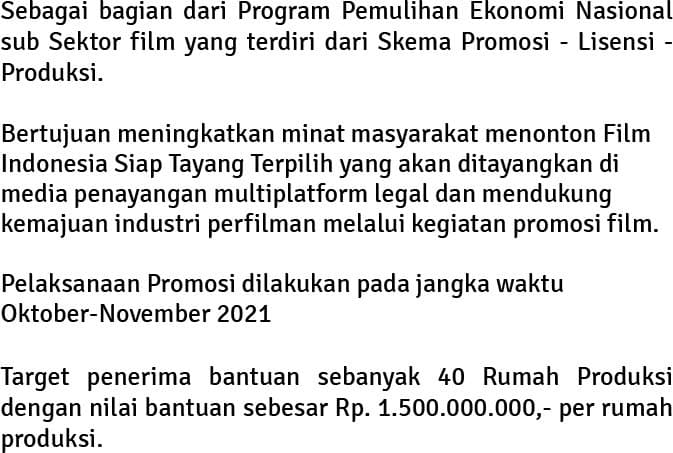 Sebagai bagian dari Program Pemulihan Ekonomi Nasional
sub Sektor film yang terdiri dari Skema Promosi - Lisensi -
Produksi.
Bertujuan meningkatkan minat masyarakat menonton Film
Indonesia Siap Tayang Terpilih yang akan ditayangkan di
media penayangan multiplatform legal dan mendukung
kemajuan industri perfilman melalui kegiatan promosi film.
Pelaksanaan Promosi dilakukan pada jangka waktu
Oktober-November 2021
Target penerima bantuan sebanyak 40 Rumah Produksi
dengan nilai bantuan sebesar Rp. 1.500.000.000,- per rumah
produksi.